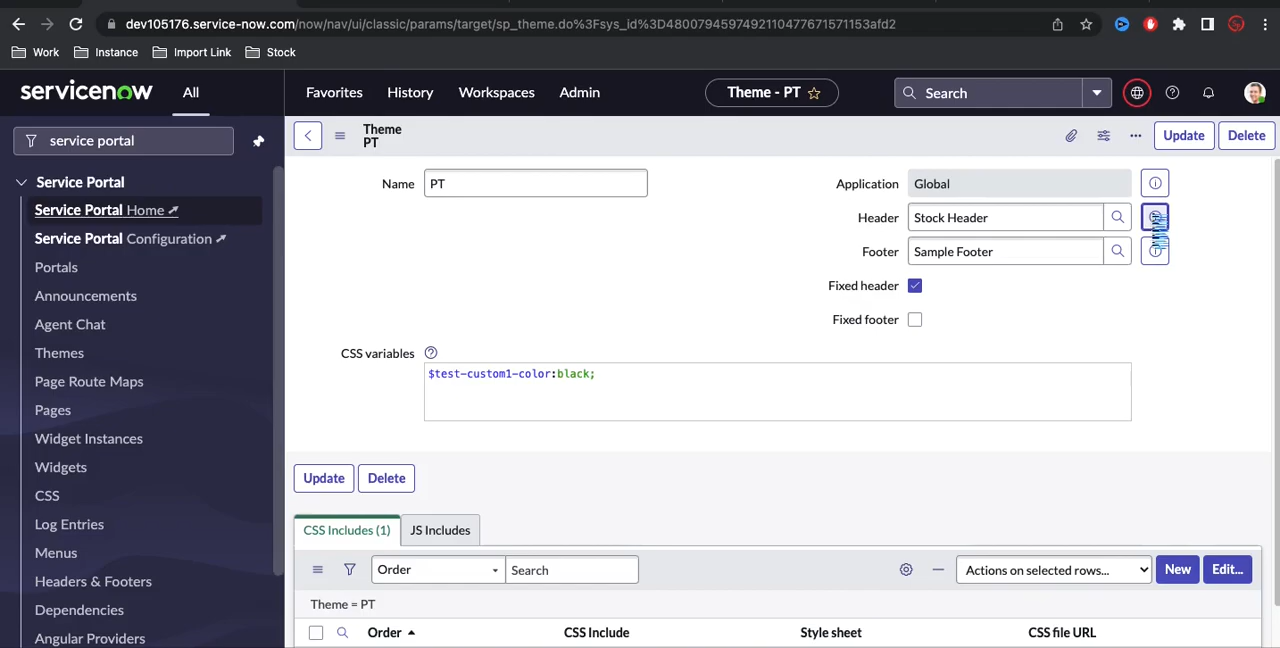 dev105176.service-now.com/now/nav/ui/classic/params/target/sp_theme.do%3Fsys_id%3D4800794597492110477671571153afd2
Work Instance Import Link Stock
servicenow All Favorites History Workspaces Admin Theme - PT Search
service portal
Theme
PT
Update Delete
Service Portal
Service Portal Home
Service Portal Configuration
Portals
Announcements
Agent Chat
Themes
Page Route Maps
Pages
Widget Instances
Widgets
CSS
Log Entries
Menus
Headers & Footers
Dependencies
Angular Providers
Name PT
Application Global
Header Stock Header
Footer Sample Footer
Fixed header
Fixed footer
CSS variables
$test-custom1-color:black;
Update Delete
CSS Includes (1) JS Includes
Order Search Actions on selected rows... New Edit...
Theme = PT
Order CSS Include Style sheet CSS file URL